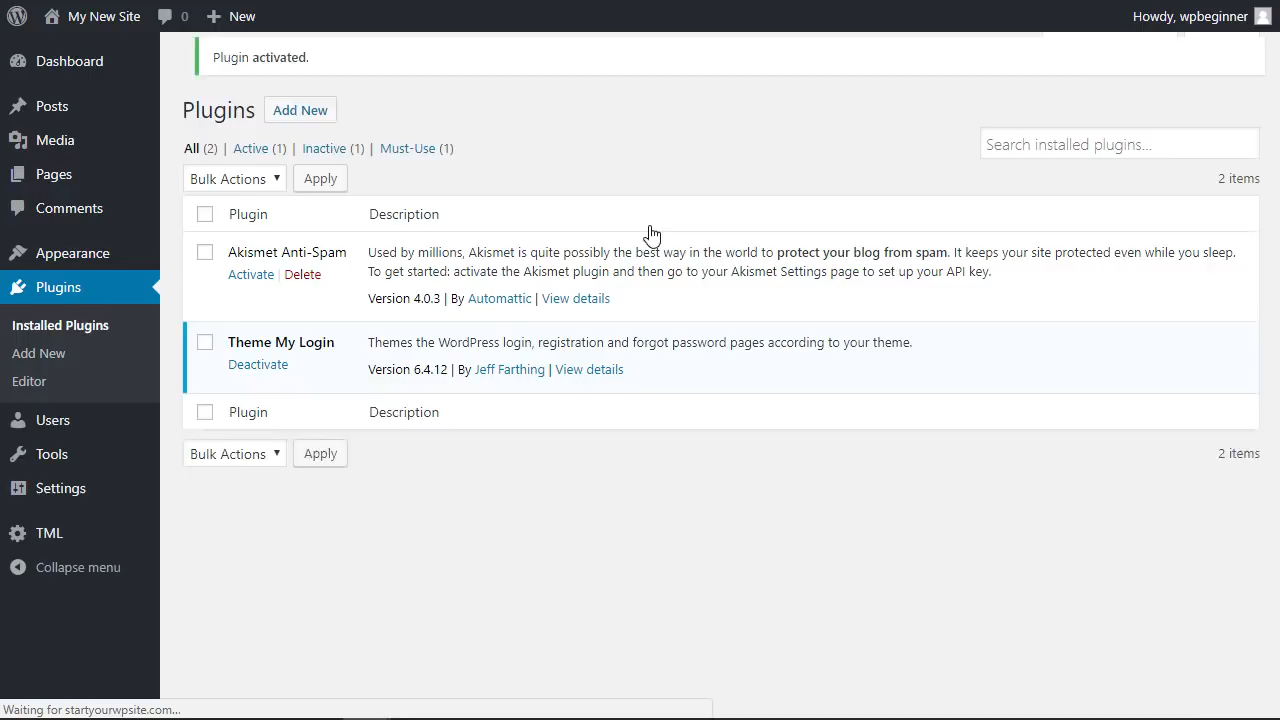 My New Site 0 New Howdy, wpbeginner
Plugin activated.
Dashboard
Posts
Media
Pages
Comments
Appearance
Plugins
Installed Plugins
Add New
Editor
Users
Tools
Settings
TML
Collapse menu
Plugins Add New
All (2) | Active (1) | Inactive (1) | Must-Use (1)
Search installed plugins...
Bulk Actions Apply 2 items
Plugin Description
Akismet Anti-Spam Used by millions, Akismet is quite possibly the best way in the world to protect your blog from spam. It keeps your site protected even while you sleep.
Activate | Delete To get started: activate the Akismet plugin and then go to your Akismet Settings page to set up your API key.
Version 4.0.3 | By Automattic | View details
Theme My Login Themes the WordPress login, registration and forgot password pages according to your theme.
Deactivate Version 6.4.12 | By Jeff Farthing | View details
Plugin Description
Bulk Actions Apply 2 items
Waiting for startyourwpsite.com...